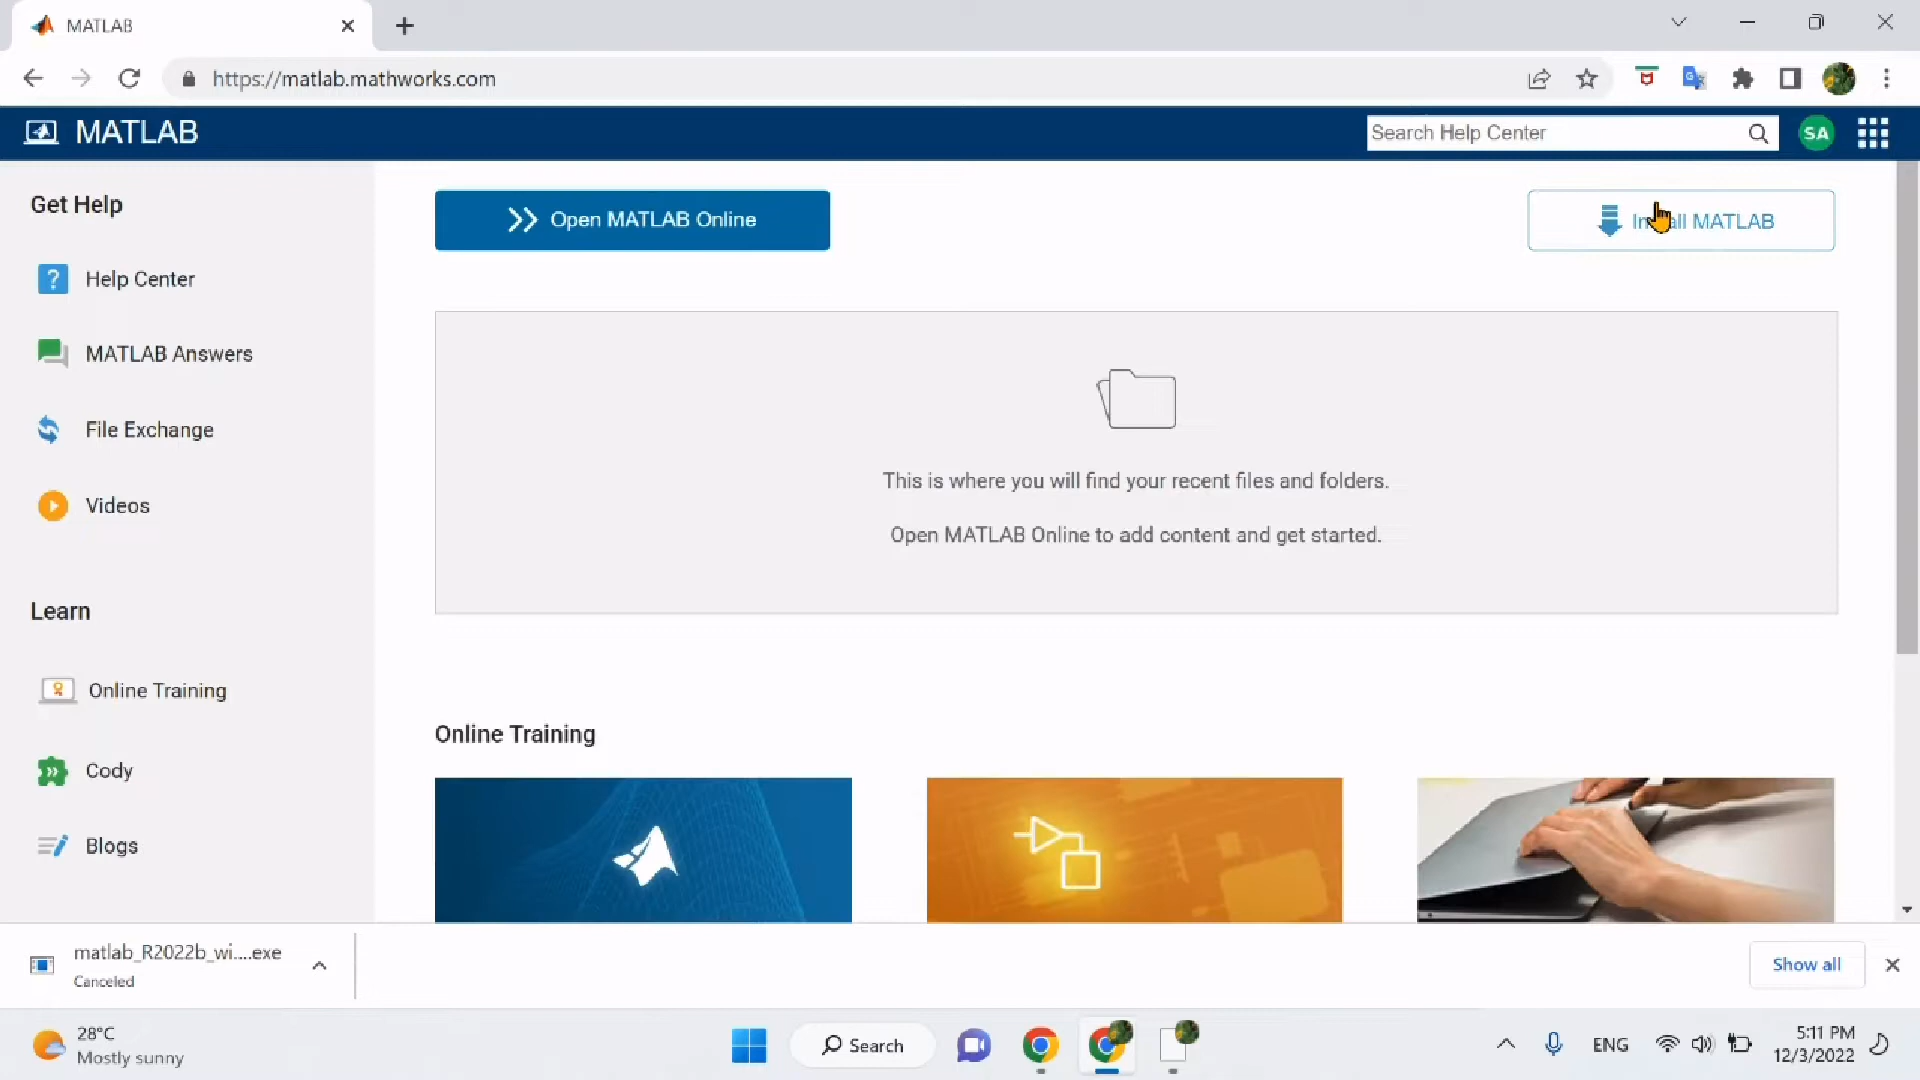 MATLAB
https://matlab.mathworks.com
MATLAB
Search Help Center
SA
Get Help
Open MATLAB Online
MATLAB
Help Center
MATLAB Answers
File Exchange
Videos
This is where you will find your recent files and folders.
Open MATLAB Online to add content and get started.
Learn
Online Training
Cody
Blogs
Online Training
matlab_R2022b_wi....exe
Canceled
Show all
28°C
Mostly sunny
Search
ENG
5:11 PM
12/3/2022